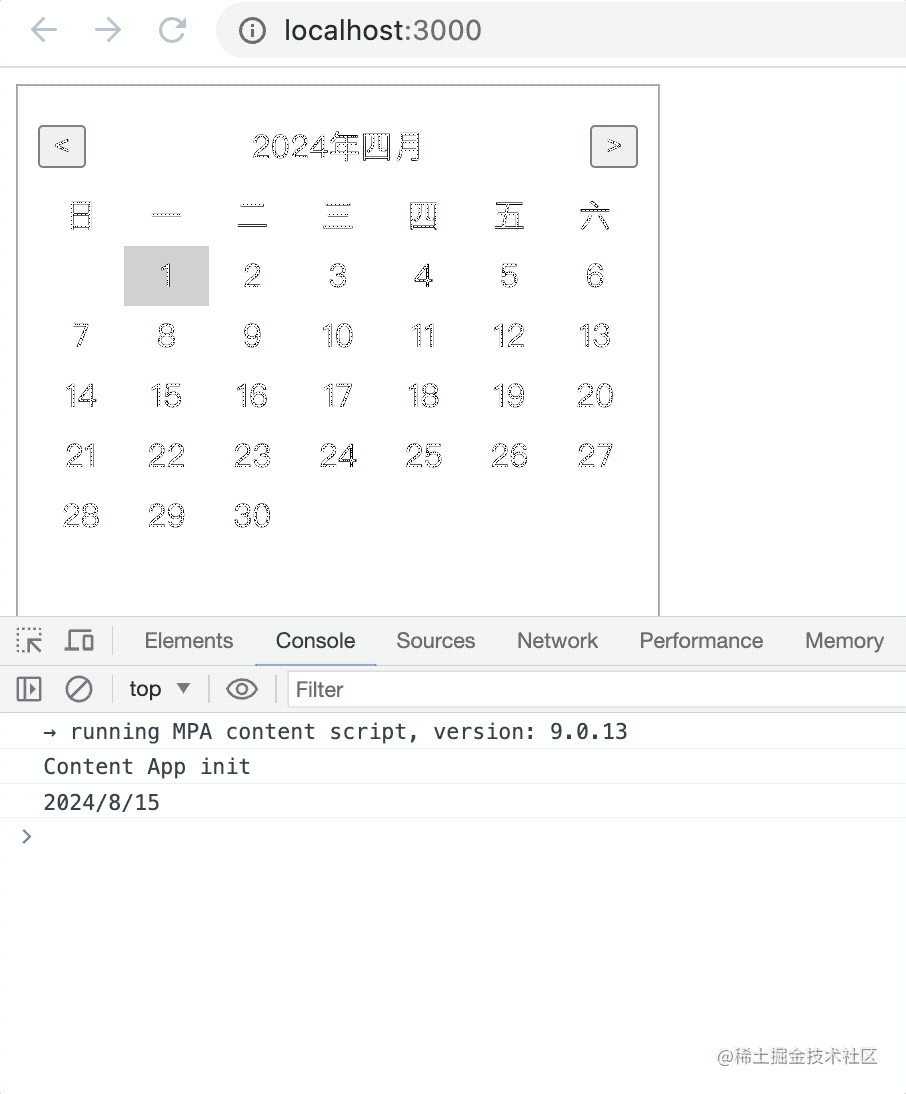 localhost:3000
< 2024年四月 >
日 一 二 三 四 五 六
1 2 3 4 5 6
7 8 9 10 11 12 13
14 15 16 17 18 19 20
21 22 23 24 25 26 27
28 29 30
Elements Console Sources Network Performance Memory
top Filter
→ running MPA content script, version: 9.0.13
Content App init
2024/8/15
>
@稀土掘金技术社区